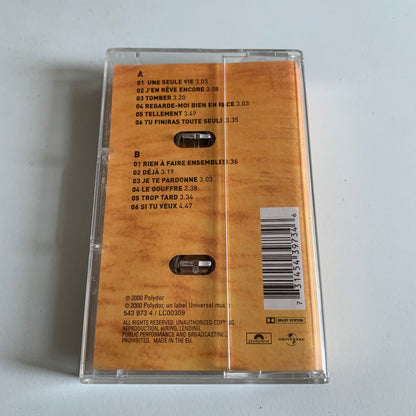 A
01 UNE SEULE VIE 3.03
02 J'EN RÊVE ENCORE 3.58
03 TOMBER 3.20
04 REGARDE-MOI BIEN EN FACE 3.03
05 TELLEMENT 3.49
06 TU FINIRAS TOUTE SEULE 3.35
B
01 RIEN À FAIRE ENSEMBLE 3.36
02 DÉJÀ 3.19
03 JE TE PARDONNE 3.03
04 LE GOUFFRE 2.38
05 TROP TARD 3.34
06 SI TU VEUX 4.47
7 31454 39734 6
℗ 2000 Polydor
© 2000 Polydor, un label Universal music
543 973 4 / LC00309
ALL RIGHTS RESERVED. UNAUTHORIZED COPYING,
REPRODUCTION, HIRING, LENDING,
PUBLIC PERFORMANCE AND BROADCASTING
PROHIBITED. MADE IN THE EU.
DOLBY SYSTEM
polydor
UNIVERSAL